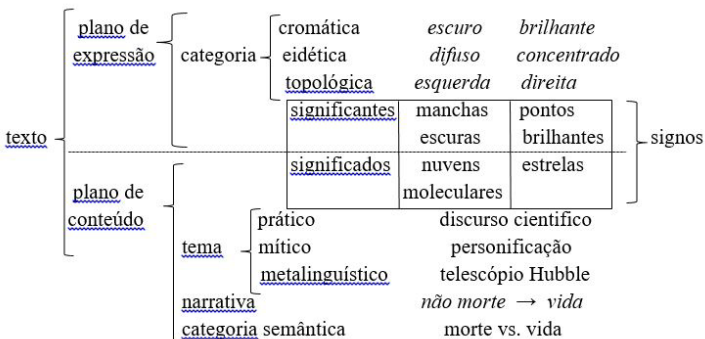 plano de cromática escuro brilhante
expressão categoria eidética difuso concentrado
topológica esquerda direita
significantes manchas pontos
texto escuras brilhantes signos
significados nuvens estrelas
plano de moleculares
conteúdo prático discurso cientifico
tema mítico personificação
metalinguístico telescópio Hubble
narrativa não morte → vida
categoria semântica morte vs. vida